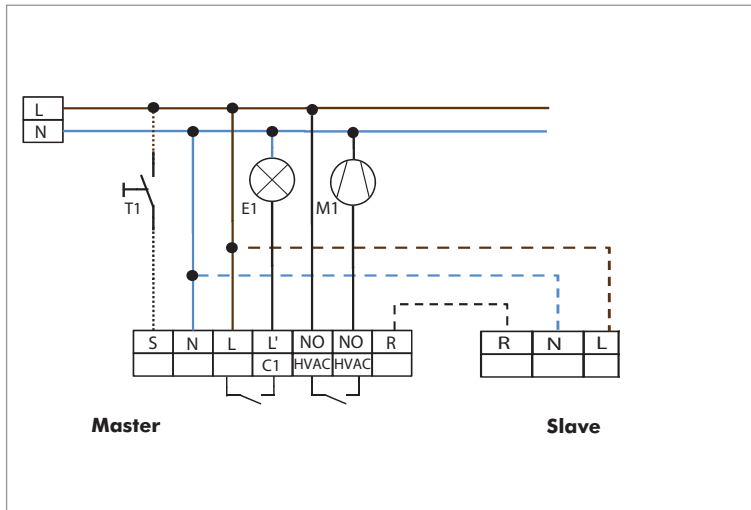 L
N
T1
E1
M1
S N L L' NO NO R
C1 HVAC HVAC
R N L
Master
Slave